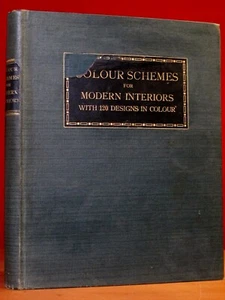 COLOUR SCHEMES
FOR
MODERN INTERIORS
WITH 120 DESIGNS IN COLOUR